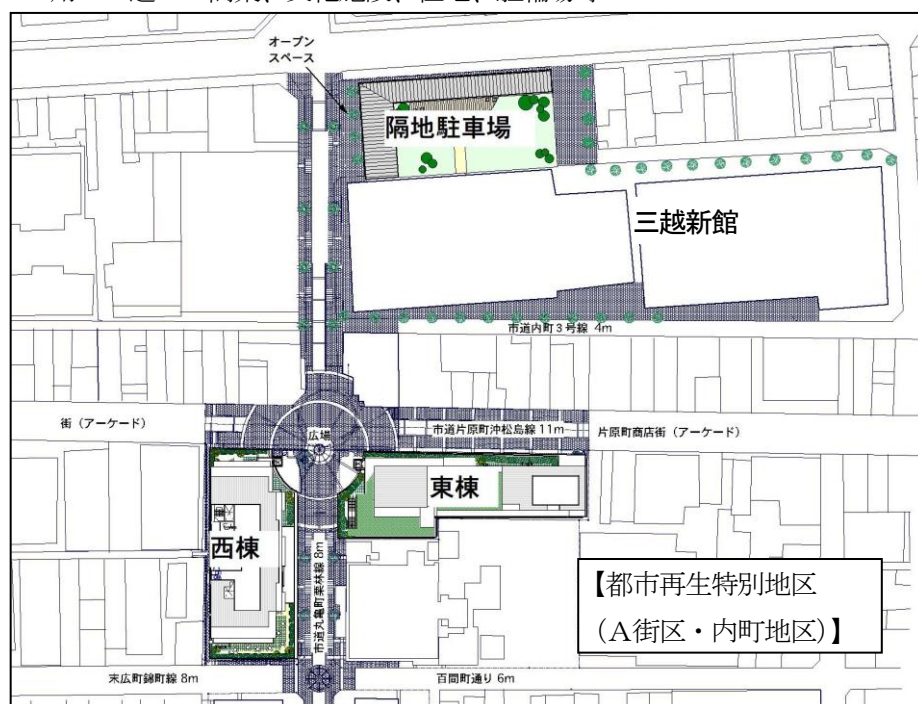 オープン
スペース
隔地駐車場
三越新館
市道内町3号線 4m
街（アーケード）
広場
市道片原町沖松島線 11m
片原町商店街（アーケード）
東棟
西棟
市道丸亀町栗林線 8m
【都市再生特別地区
（A街区・内町地区）】
末広町錦町線 8m
百間町通り 6m